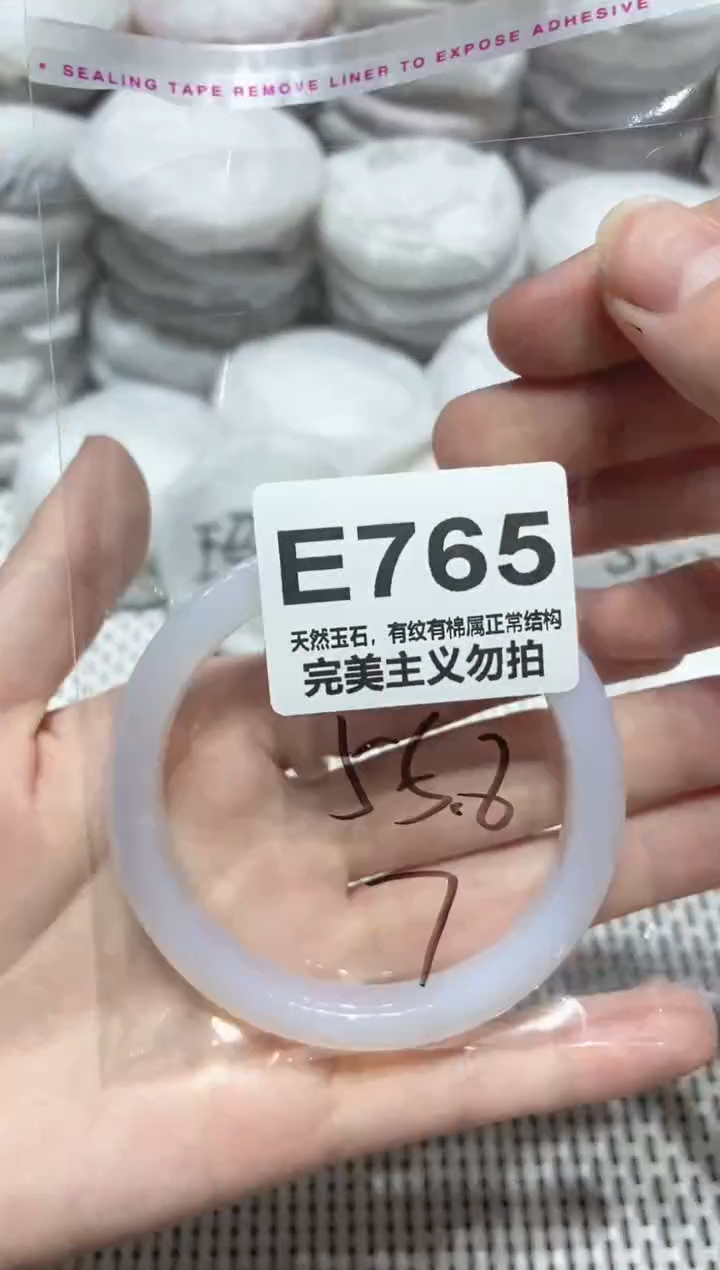 • SEALING TAPE REMOVE LINER TO EXPOSE ADHESIVE
E765
天然玉石，有纹有棉属正常结构
完美主义勿拍
55.8
7